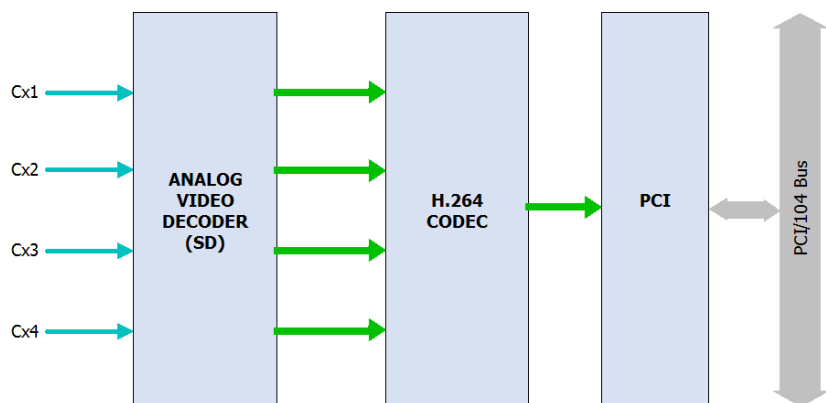 Cx1
Cx2
Cx3
Cx4
ANALOG
VIDEO
DECODER
(SD)
H.264
CODEC
PCI
PCI/104 Bus